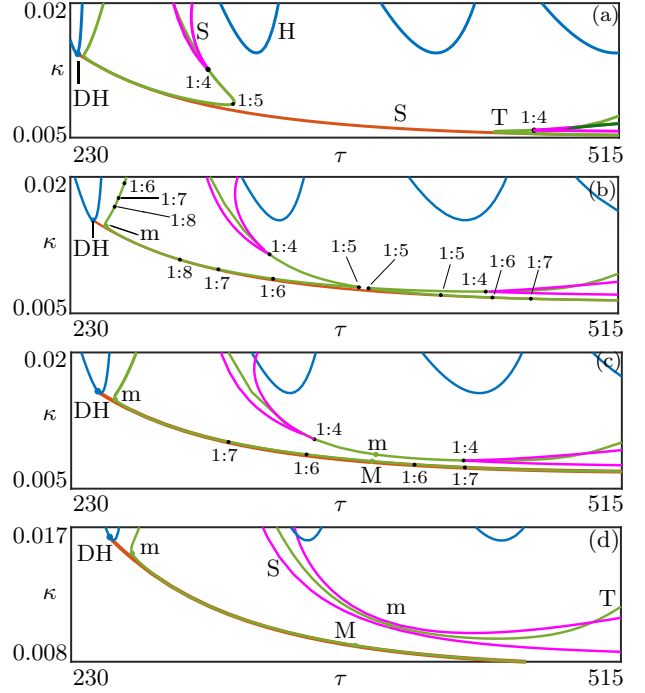 0.02 S H (a)
κ 1:4
DH 1:5 S T 1:4
0.005
230 τ 515
0.02 1:6 (b)
1:7
1:8
κ DH m 1:4 1:5 1:5 1:5 1:4 1:6 1:7
1:8 1:7 1:6
0.005
230 τ 515
0.02 (c)
κ DH m 1:4 m 1:4
1:7 1:6 M 1:6 1:7
0.005
230 τ 515
0.017 (d)
DH m S
κ m T
M
0.008
230 τ 515